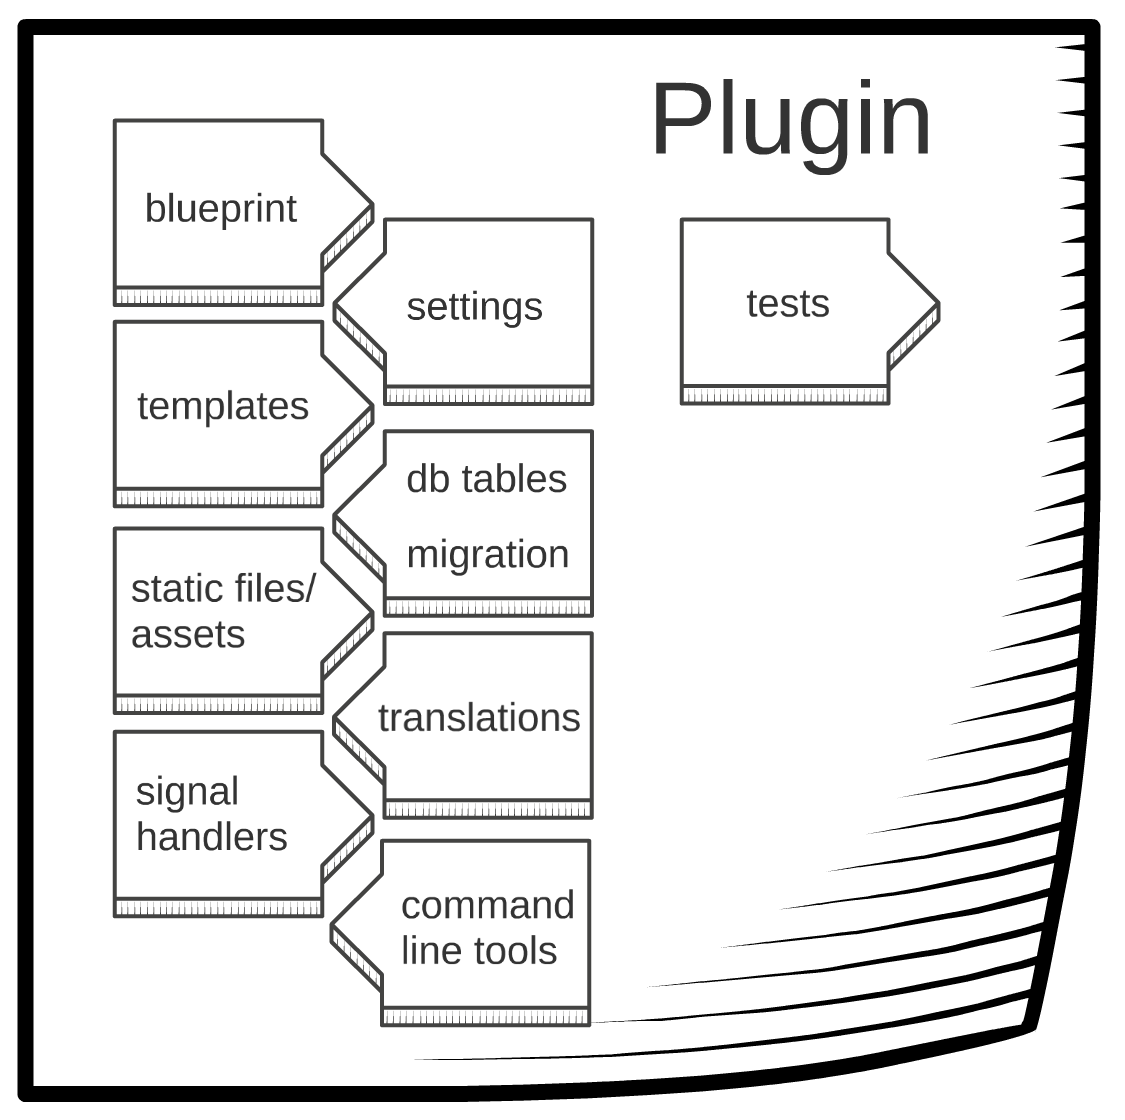 Plugin
blueprint
settings
tests
templates
db tables
migration
static files/
assets
translations
signal
handlers
command
line tools